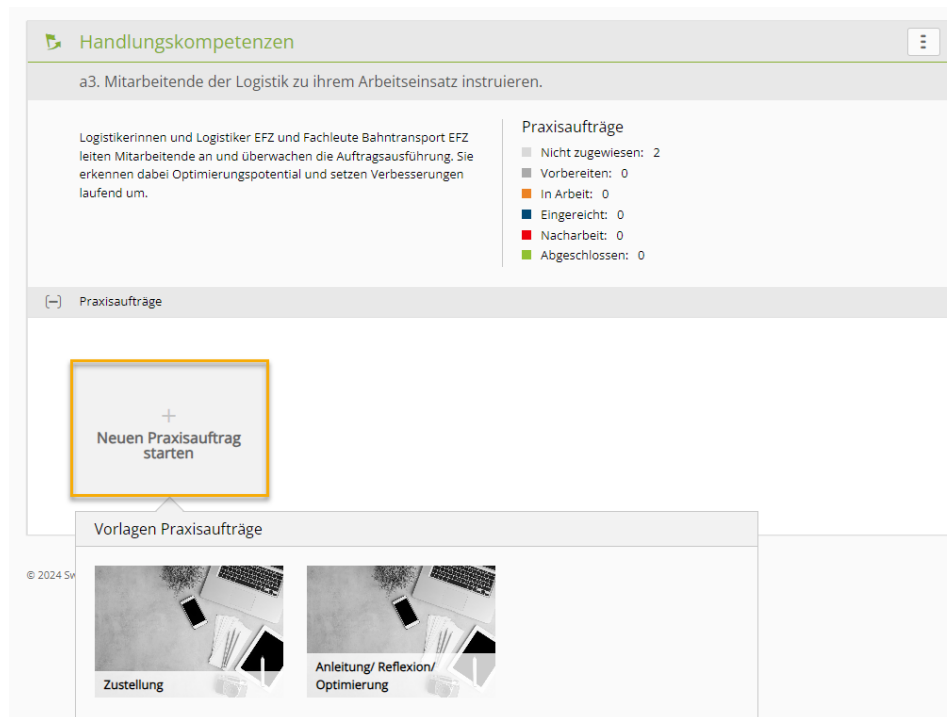 Handlungskompetenzen
a3. Mitarbeitende der Logistik zu ihrem Arbeitseinsatz instruieren.
Logistikerinnen und Logistiker EFZ und Fachleute Bahntransport EFZ
leiten Mitarbeitende an und überwachen die Auftragsausführung. Sie
erkennen dabei Optimierungspotential und setzen Verbesserungen
laufend um.
Praxisaufträge
Nicht zugewiesen: 2
Vorbereiten: 0
In Arbeit: 0
Eingereicht: 0
Nacharbeit: 0
Abgeschlossen: 0
Praxisaufträge
Neuen Praxisauftrag
starten
Vorlagen Praxisaufträge
© 2024 Sw
Zustellung
Anleitung/ Reflexion/
Optimierung